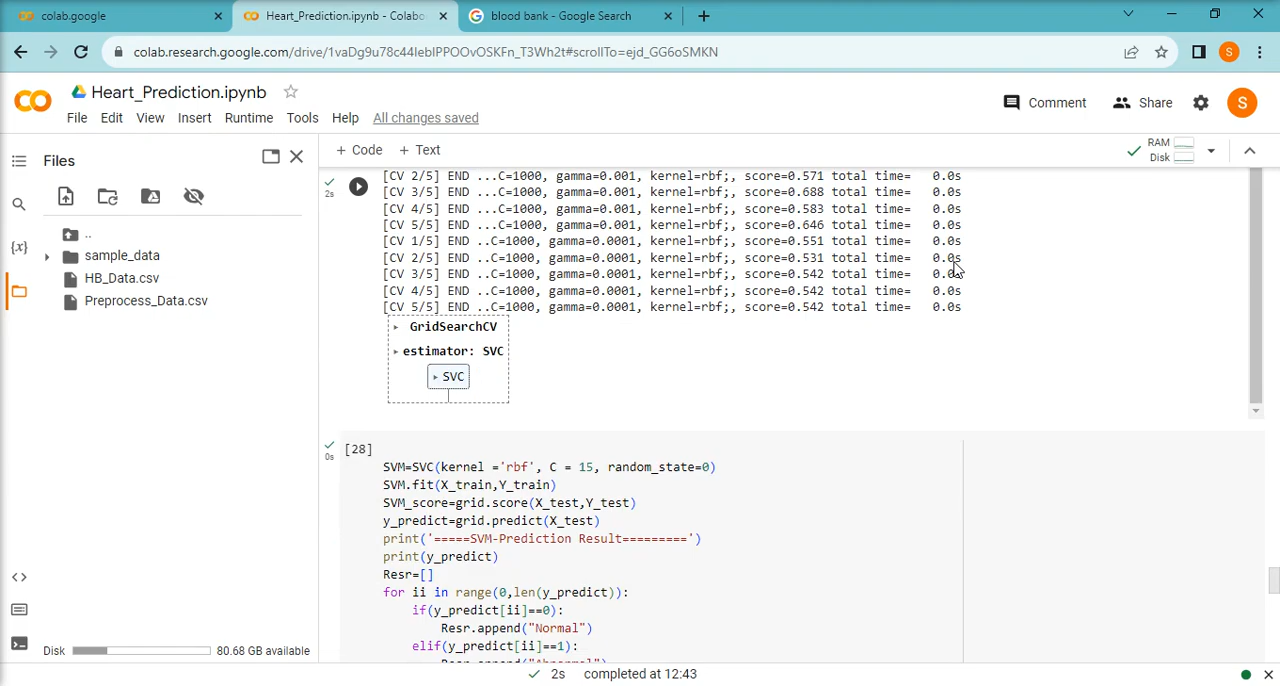 colab.google
Heart_Prediction.ipynb - Colabo
blood bank - Google Search
colab.research.google.com/drive/1vaDg9u78c44IebIPPOOvOSKFn_T3Wh2t#scrollTo=ejd_GG6oSMKN
S
CO
Heart_Prediction.ipynb
Comment
Share
S
File Edit View Insert Runtime Tools Help All changes saved
Files
+ Code + Text
RAM
Disk
2s
[CV 2/5] END ...C=1000, gamma=0.001, kernel=rbf;, score=0.571 total time= 0.0s
[CV 3/5] END ...C=1000, gamma=0.001, kernel=rbf;, score=0.688 total time= 0.0s
[CV 4/5] END ...C=1000, gamma=0.001, kernel=rbf;, score=0.583 total time= 0.0s
[CV 5/5] END ...C=1000, gamma=0.001, kernel=rbf;, score=0.646 total time= 0.0s
[CV 1/5] END ..C=1000, gamma=0.0001, kernel=rbf;, score=0.551 total time= 0.0s
[CV 2/5] END ..C=1000, gamma=0.0001, kernel=rbf;, score=0.531 total time= 0.0s
[CV 3/5] END ..C=1000, gamma=0.0001, kernel=rbf;, score=0.542 total time= 0.0s
[CV 4/5] END ..C=1000, gamma=0.0001, kernel=rbf;, score=0.542 total time= 0.0s
[CV 5/5] END ..C=1000, gamma=0.0001, kernel=rbf;, score=0.542 total time= 0.0s
..
sample_data
HB_Data.csv
Preprocess_Data.csv
{x}
GridSearchCV
estimator: SVC
SVC
0s
[28]
SVM=SVC(kernel ='rbf', C = 15, random_state=0)
SVM.fit(X_train,Y_train)
SVM_score=grid.score(X_test,Y_test)
y_predict=grid.predict(X_test)
print('=====SVM-Prediction Result=========')
print(y_predict)
Resr=[]
for ii in range(0,len(y_predict)):
if(y_predict[ii]==0):
Resr.append("Normal")
elif(y_predict[ii]==1):
Resr.append("Abnormal")
Disk 80.68 GB available
2s completed at 12:43